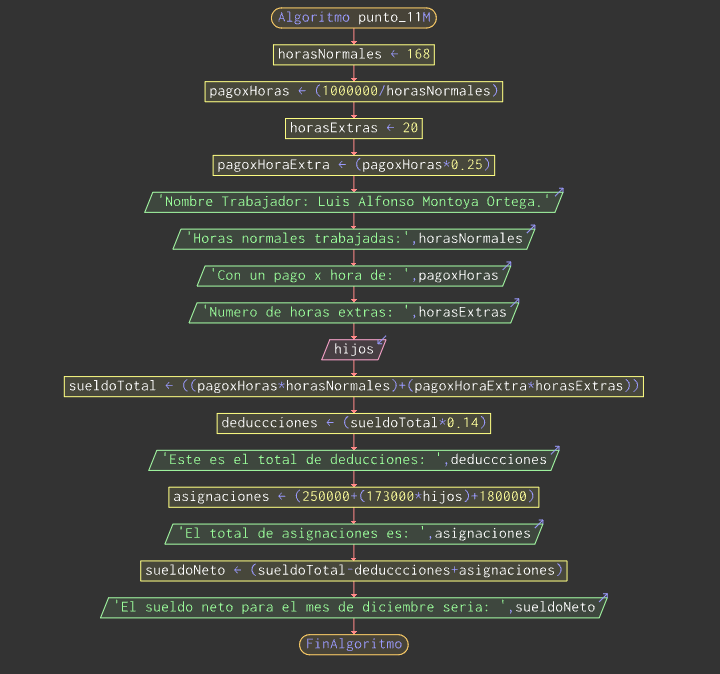 Algoritmo punto_11M
horasNormales ← 168
pagoxHoras ← (1000000/horasNormales)
horasExtras ← 20
pagoxHoraExtra ← (pagoxHoras*0.25)
'Nombre Trabajador: Luis Alfonso Montoya Ortega.'
'Horas normales trabajadas:',horasNormales
'Con un pago x hora de: ',pagoxHoras
'Numero de horas extras: ',horasExtras
hijos
sueldoTotal ← ((pagoxHoras*horasNormales)+(pagoxHoraExtra*horasExtras))
deduccciones ← (sueldoTotal*0.14)
'Este es el total de deducciones: ',deduccciones
asignaciones ← (250000+(173000*hijos)+180000)
'El total de asignaciones es: ',asignaciones
sueldoNeto ← (sueldoTotal-deduccciones+asignaciones)
'El sueldo neto para el mes de diciembre seria: ',sueldoNeto
FinAlgoritmo